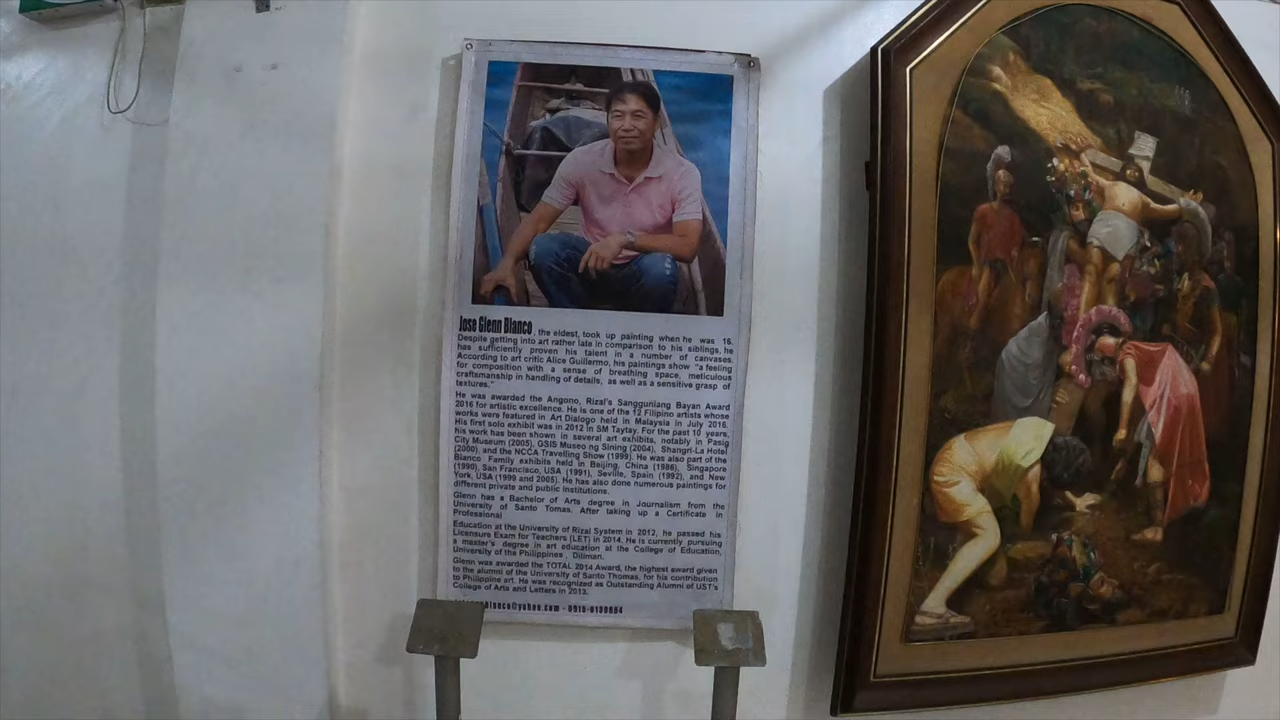 Jose Glenn Blanco, the eldest, took up painting when he was 16.
Despite getting into art rather late in comparison to his siblings, he
has sufficiently proven his talent in a number of canvases.
According to art critic Alice Guillermo, his paintings show "a feeling
for composition with a sense of breathing space, meticulous
craftsmanship in handling of details, as well as a sensitive grasp of
textures."
He was awarded the Angono, Rizal's Sangguniang Bayan Award
2016 for artistic excellence. He is one of the 12 Filipino artists whose
works were featured in Art Dialogo held in Malaysia in July 2016.
His first solo exhibit was in 2012 in SM Taytay. For the past 10 years,
his work has been shown in several art exhibits, notably in Pasig
City Museum (2005), GSIS Museo ng Sining (2004), Shangri-La Hotel
(2000), and the NCCA Travelling Show (1999). He was also part of the
Blanco Family exhibits held in Beijing, China (1986), Singapore
(1990), San Francisco, USA (1991), Seville, Spain (1992), and New
York, USA (1999 and 2005). He has also done numerous paintings for
different private and public institutions.
Glenn has a Bachelor of Arts degree in Journalism from the
University of Santo Tomas. After taking up a Certificate in
Professional
Education at the University of Rizal System in 2012, he passed his
Licensure Exam for Teachers (LET) in 2014. He is currently pursuing
a master's degree in art education at the College of Education,
University of the Philippines , Diliman.
Glenn was awarded the TOTAL 2014 Award, the highest award given
to the alumni of the University of Santo Thomas, for his contribution
to Philippine art. He was recognized as Outstanding Alumni of UST's
College of Arts and Letters in 2013.